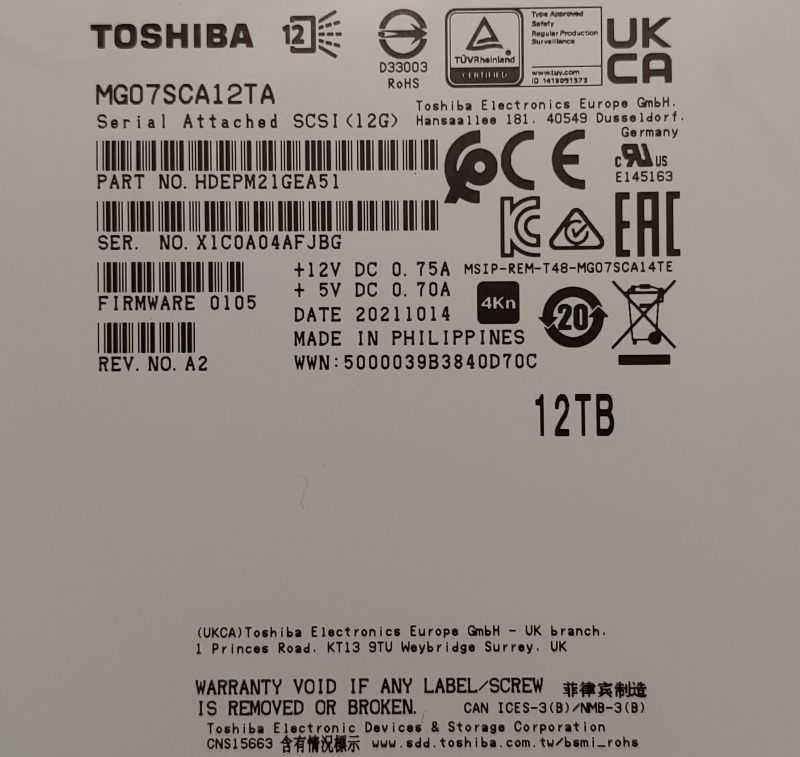 TOSHIBA
12
D33003
RoHS
TÜVRheinland
CERTIFIED
Type Approved
Safety
Regular Production
Surveillance
www.tuv.com
UK
CA
MG07SCA12TA
Serial Attached SCSI(12G)
Toshiba Electronics Europe GmbH.
Hansaallee 181. 40549 Dusseldorf.
Germany
PART NO. HDEPM21GEA51
CE
c US
E145163
SER. NO. X1C0A04AFJBG
KC
EAC
MSIP-REM-T48-MG07SCA14TE
FIRMWARE 0105
+12V DC 0.75A
+ 5V DC 0.70A
DATE 20211014
4Kn
20
MADE IN PHILIPPINES
REV. NO. A2
WWN:5000039B3840D70C
12TB
(UKCA)Toshiba Electronics Europe GmbH - UK branch.
1 Princes Road. KT13 9TU Weybridge Surrey. UK
WARRANTY VOID IF ANY LABEL/SCREW 菲律宾制造
IS REMOVED OR BROKEN. CAN ICES-3(B)/NMB-3(B)
Toshiba Electronic Devices & Storage Corporation
CNS15663 含有情況標示 www.sdd.toshiba.com.tw/bsmi_rohs